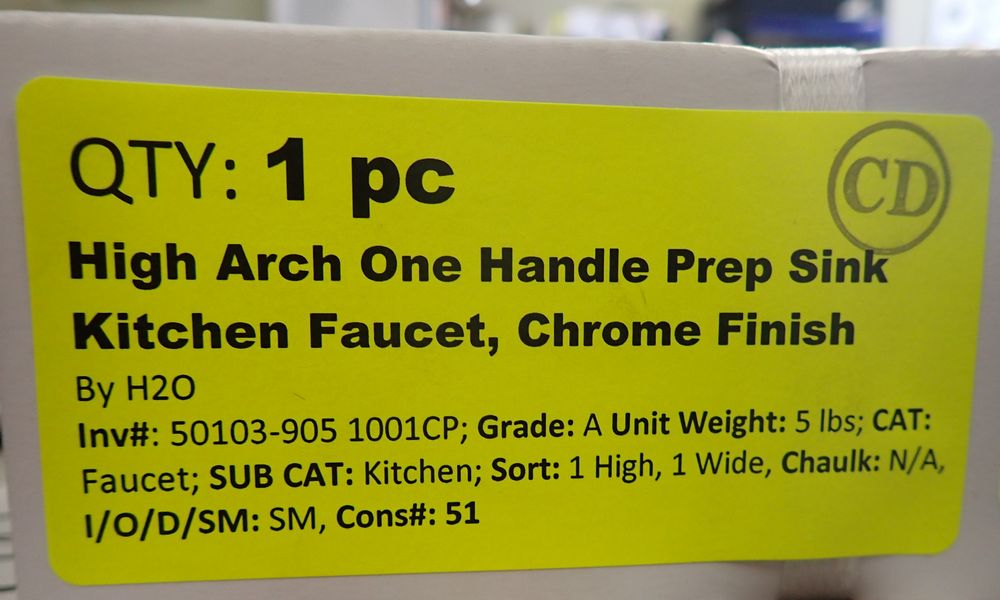 QTY: 1 pc
CD
High Arch One Handle Prep Sink
Kitchen Faucet, Chrome Finish
By H2O
Inv#: 50103-905 1001CP; Grade: A Unit Weight: 5 lbs; CAT:
Faucet; SUB CAT: Kitchen; Sort: 1 High, 1 Wide, Chaulk: N/A,
I/O/D/SM: SM, Cons#: 51